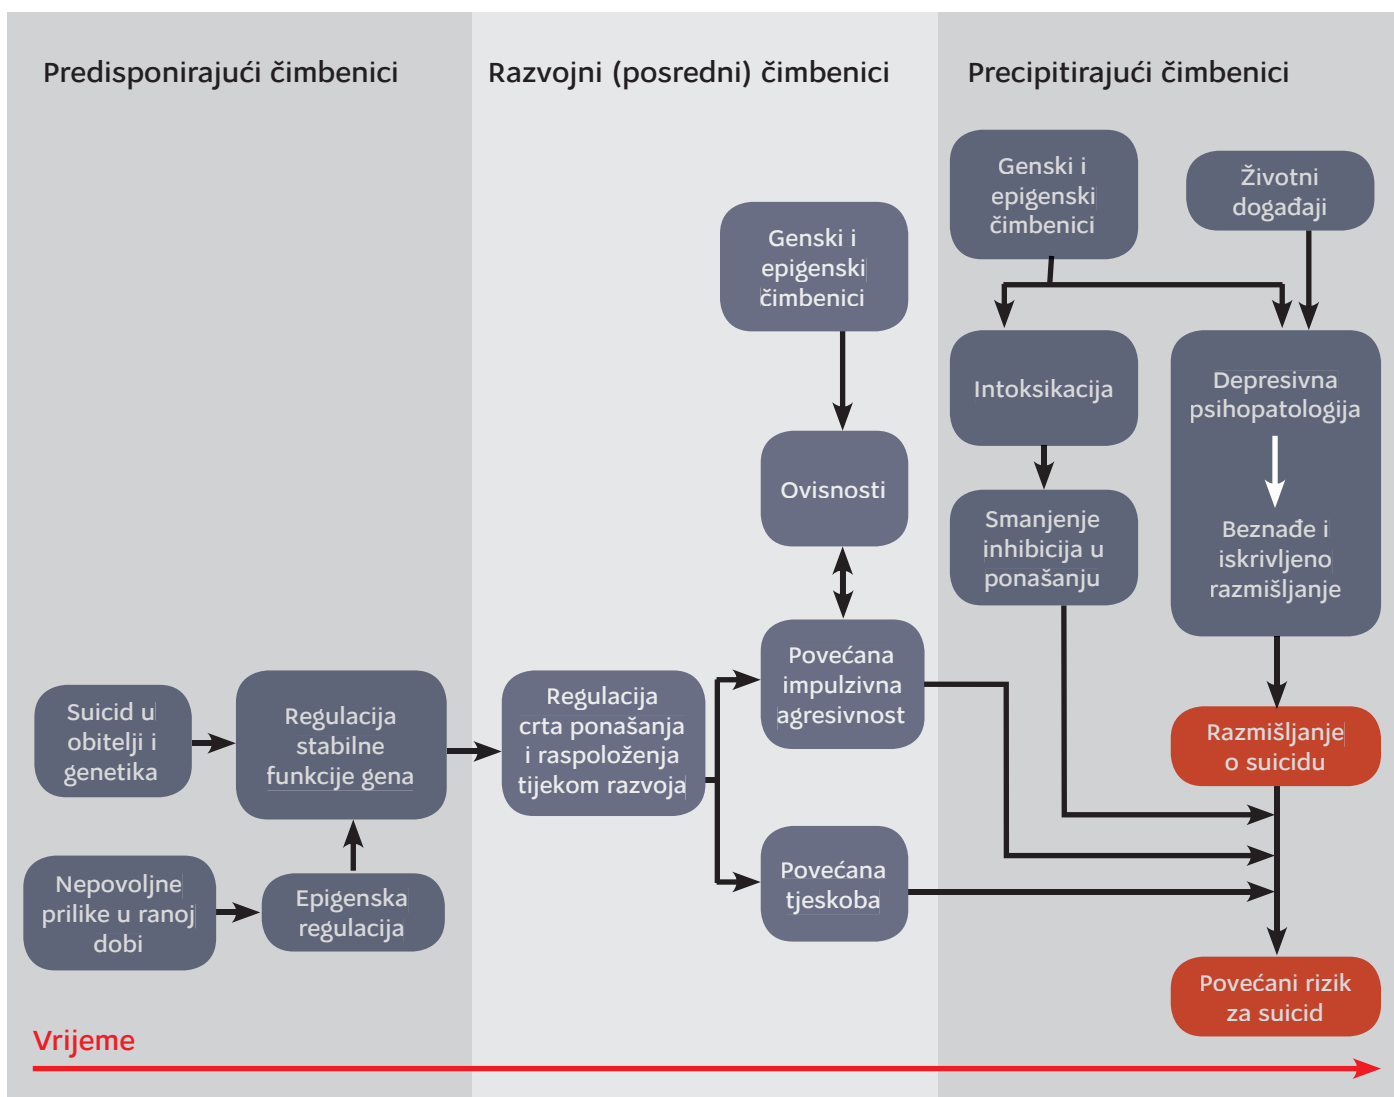 Predisponirajući čimbenici
Razvojni (posredni) čimbenici
Precipitirajući čimbenici
Suicid u
obitelji i
genetika
Regulacija
stabilne
funkcije gena
Nepovoljne
prilike u ranoj
dobi
Epigenska
regulacija
Genski i
epigenski
čimbenici
Ovisnosti
Povećana
impulzivna
agresivnost
Regulacija
crta ponašanja
i raspoloženja
tijekom razvoja
Povećana
tjeskoba
Genski i
epigenski
čimbenici
Životni
događaji
Intoksikacija
Smanjenje
inhibicija u
ponašanju
Depresivna
psihopatologija
Beznađe i
iskrivljeno
razmišljanje
Razmišljanje
o suicidu
Povećani rizik
za suicid
Vrijeme